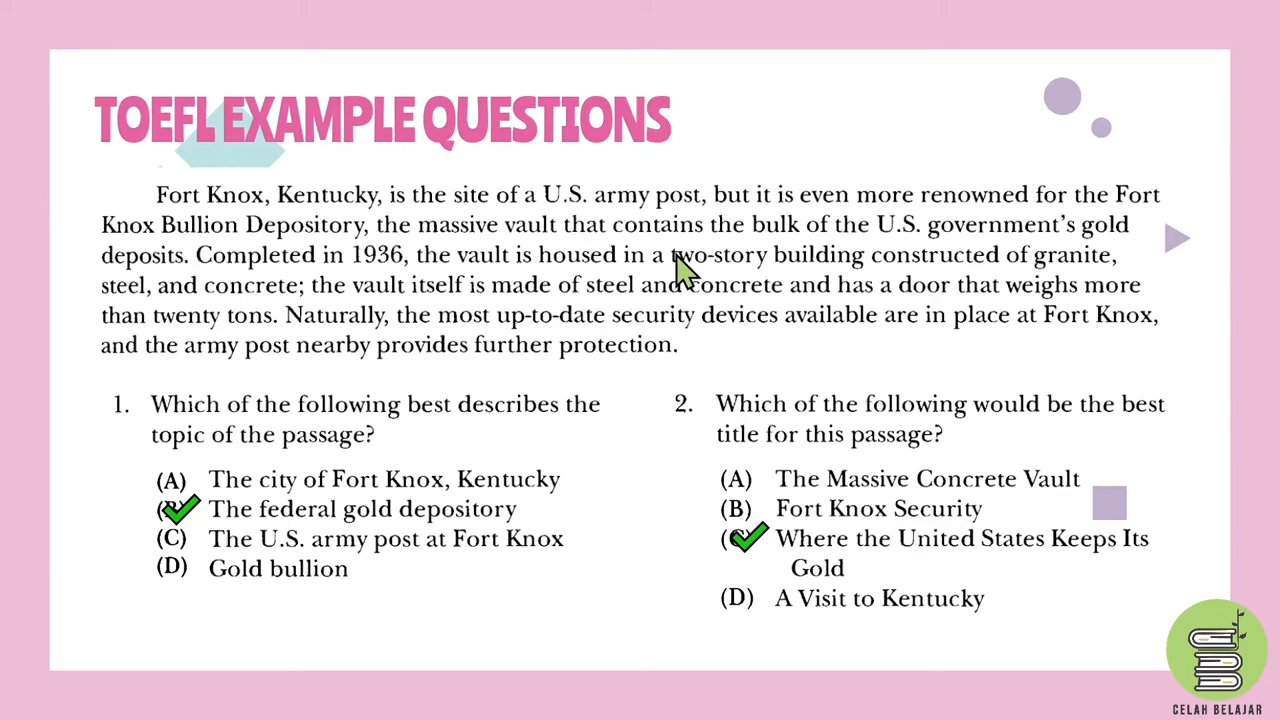 TOEFL EXAMPLE QUESTIONS
Fort Knox, Kentucky, is the site of a U.S. army post, but it is even more renowned for the Fort
Knox Bullion Depository, the massive vault that contains the bulk of the U.S. government's gold
deposits. Completed in 1936, the vault is housed in a two-story building constructed of granite,
steel, and concrete; the vault itself is made of steel and concrete and has a door that weighs more
than twenty tons. Naturally, the most up-to-date security devices available are in place at Fort Knox,
and the army post nearby provides further protection.
1. Which of the following best describes the
topic of the passage?
(A) The city of Fort Knox, Kentucky
(B) The federal gold depository
(C) The U.S. army post at Fort Knox
(D) Gold bullion
2. Which of the following would be the best
title for this passage?
(A) The Massive Concrete Vault
(B) Fort Knox Security
(C) Where the United States Keeps Its
Gold
(D) A Visit to Kentucky
CELAH BELAJAR